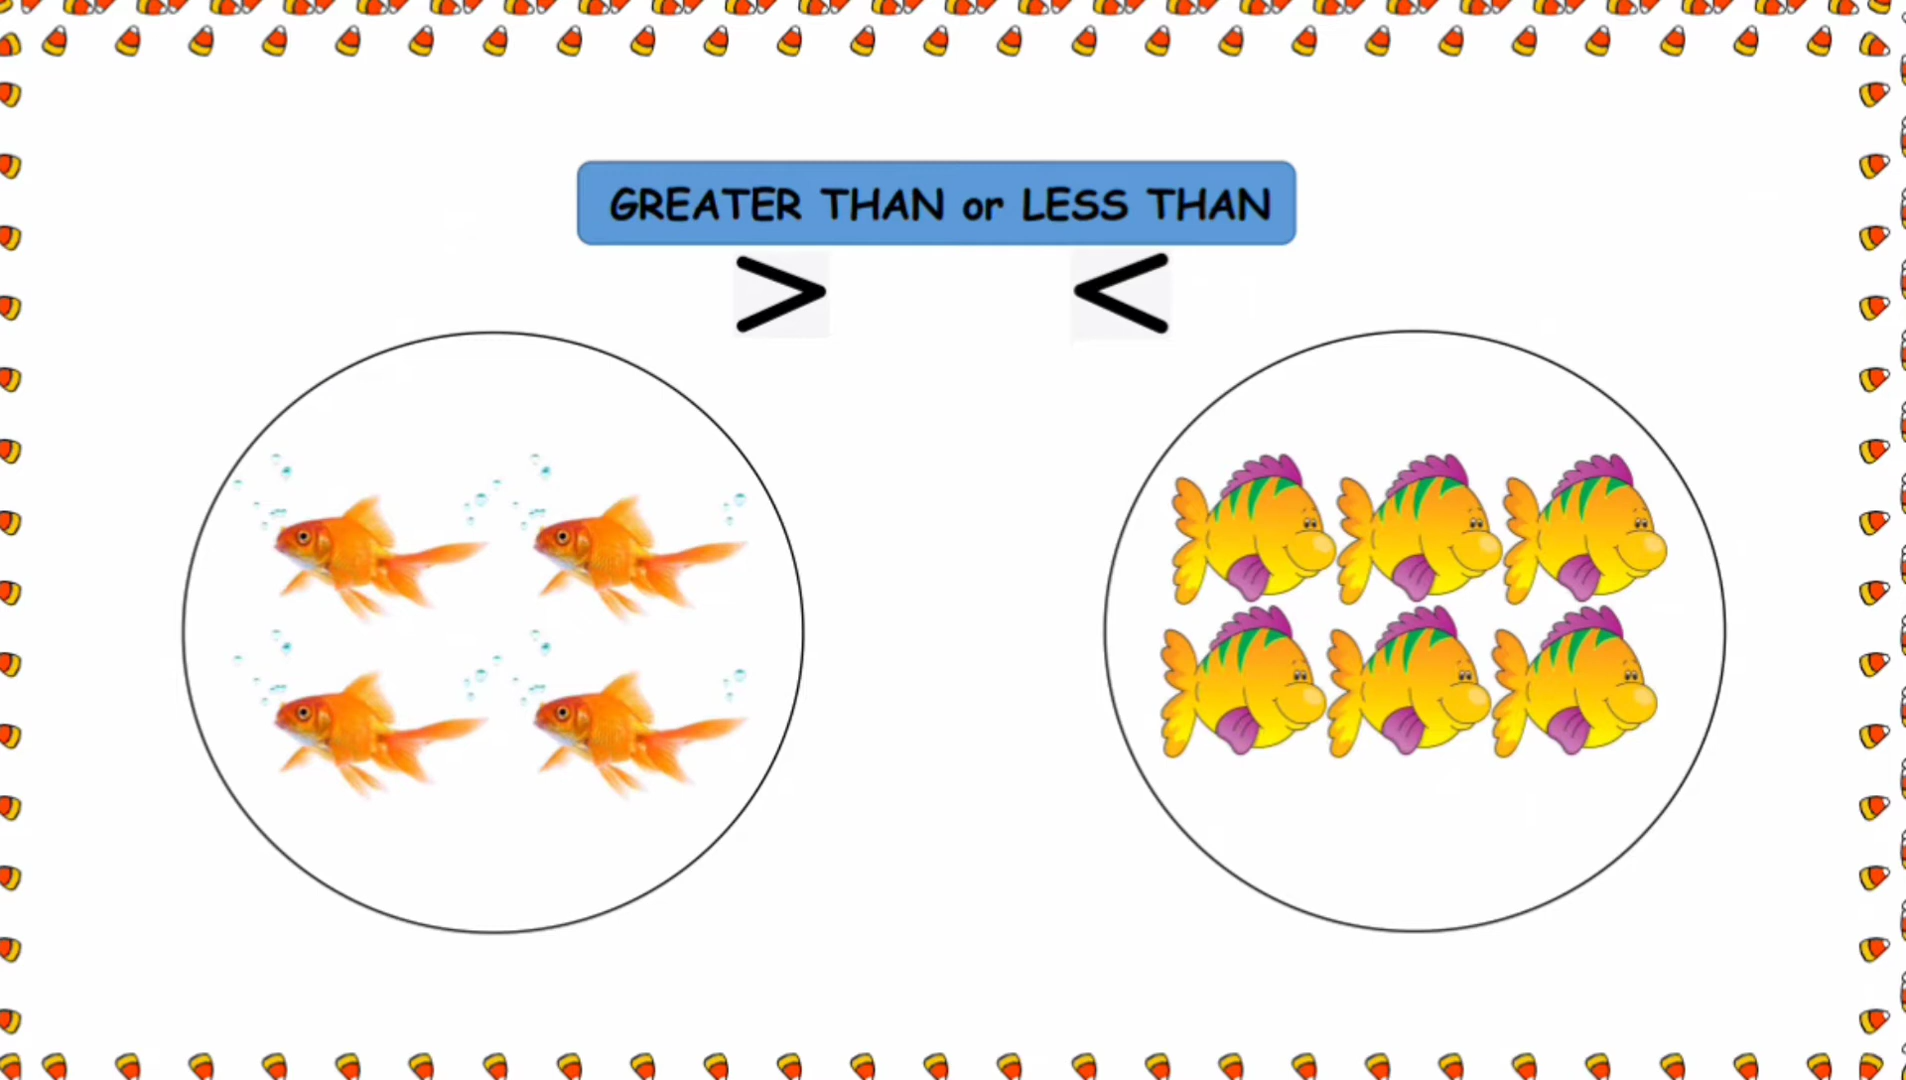 GREATER THAN or LESS THAN
> <